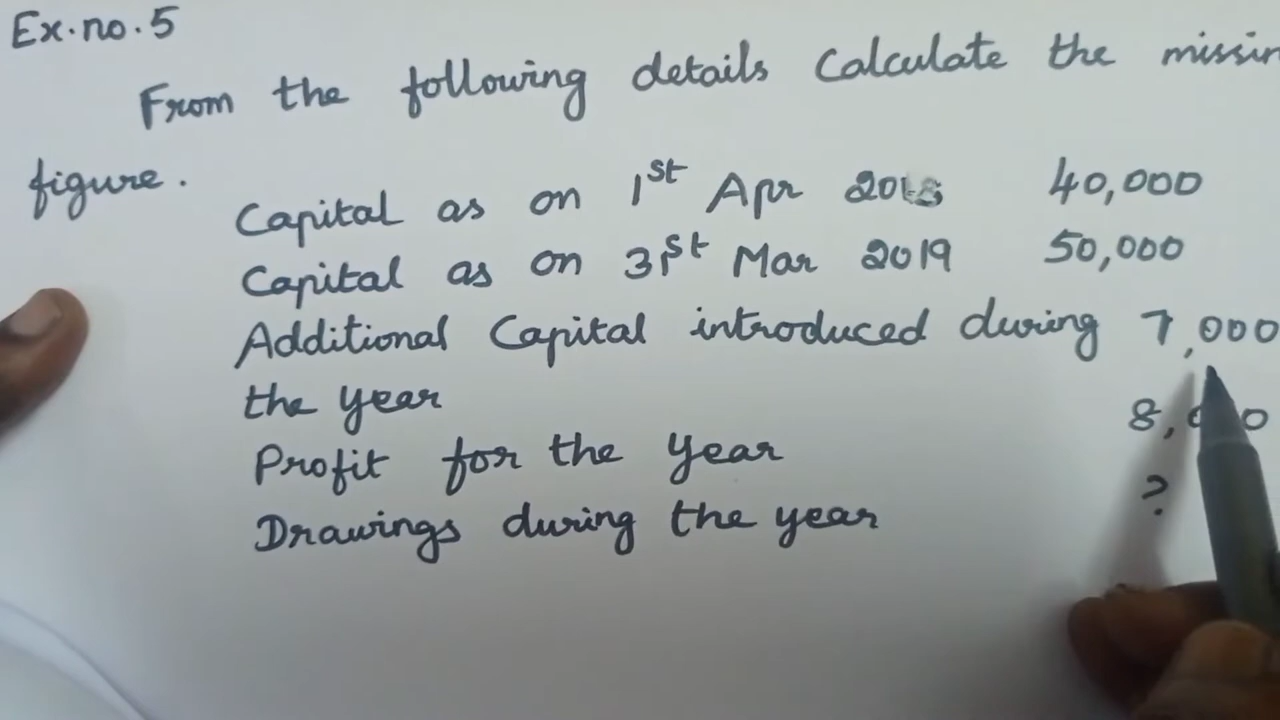 Ex.no.5
From the following details Calculate the missin
figure.
Capital as on 1st Apr 2018 40,000
Capital as on 31st Mar 2019 50,000
Additional Capital introduced during 7,000
the year
Profit for the year
Drawings during the year ?